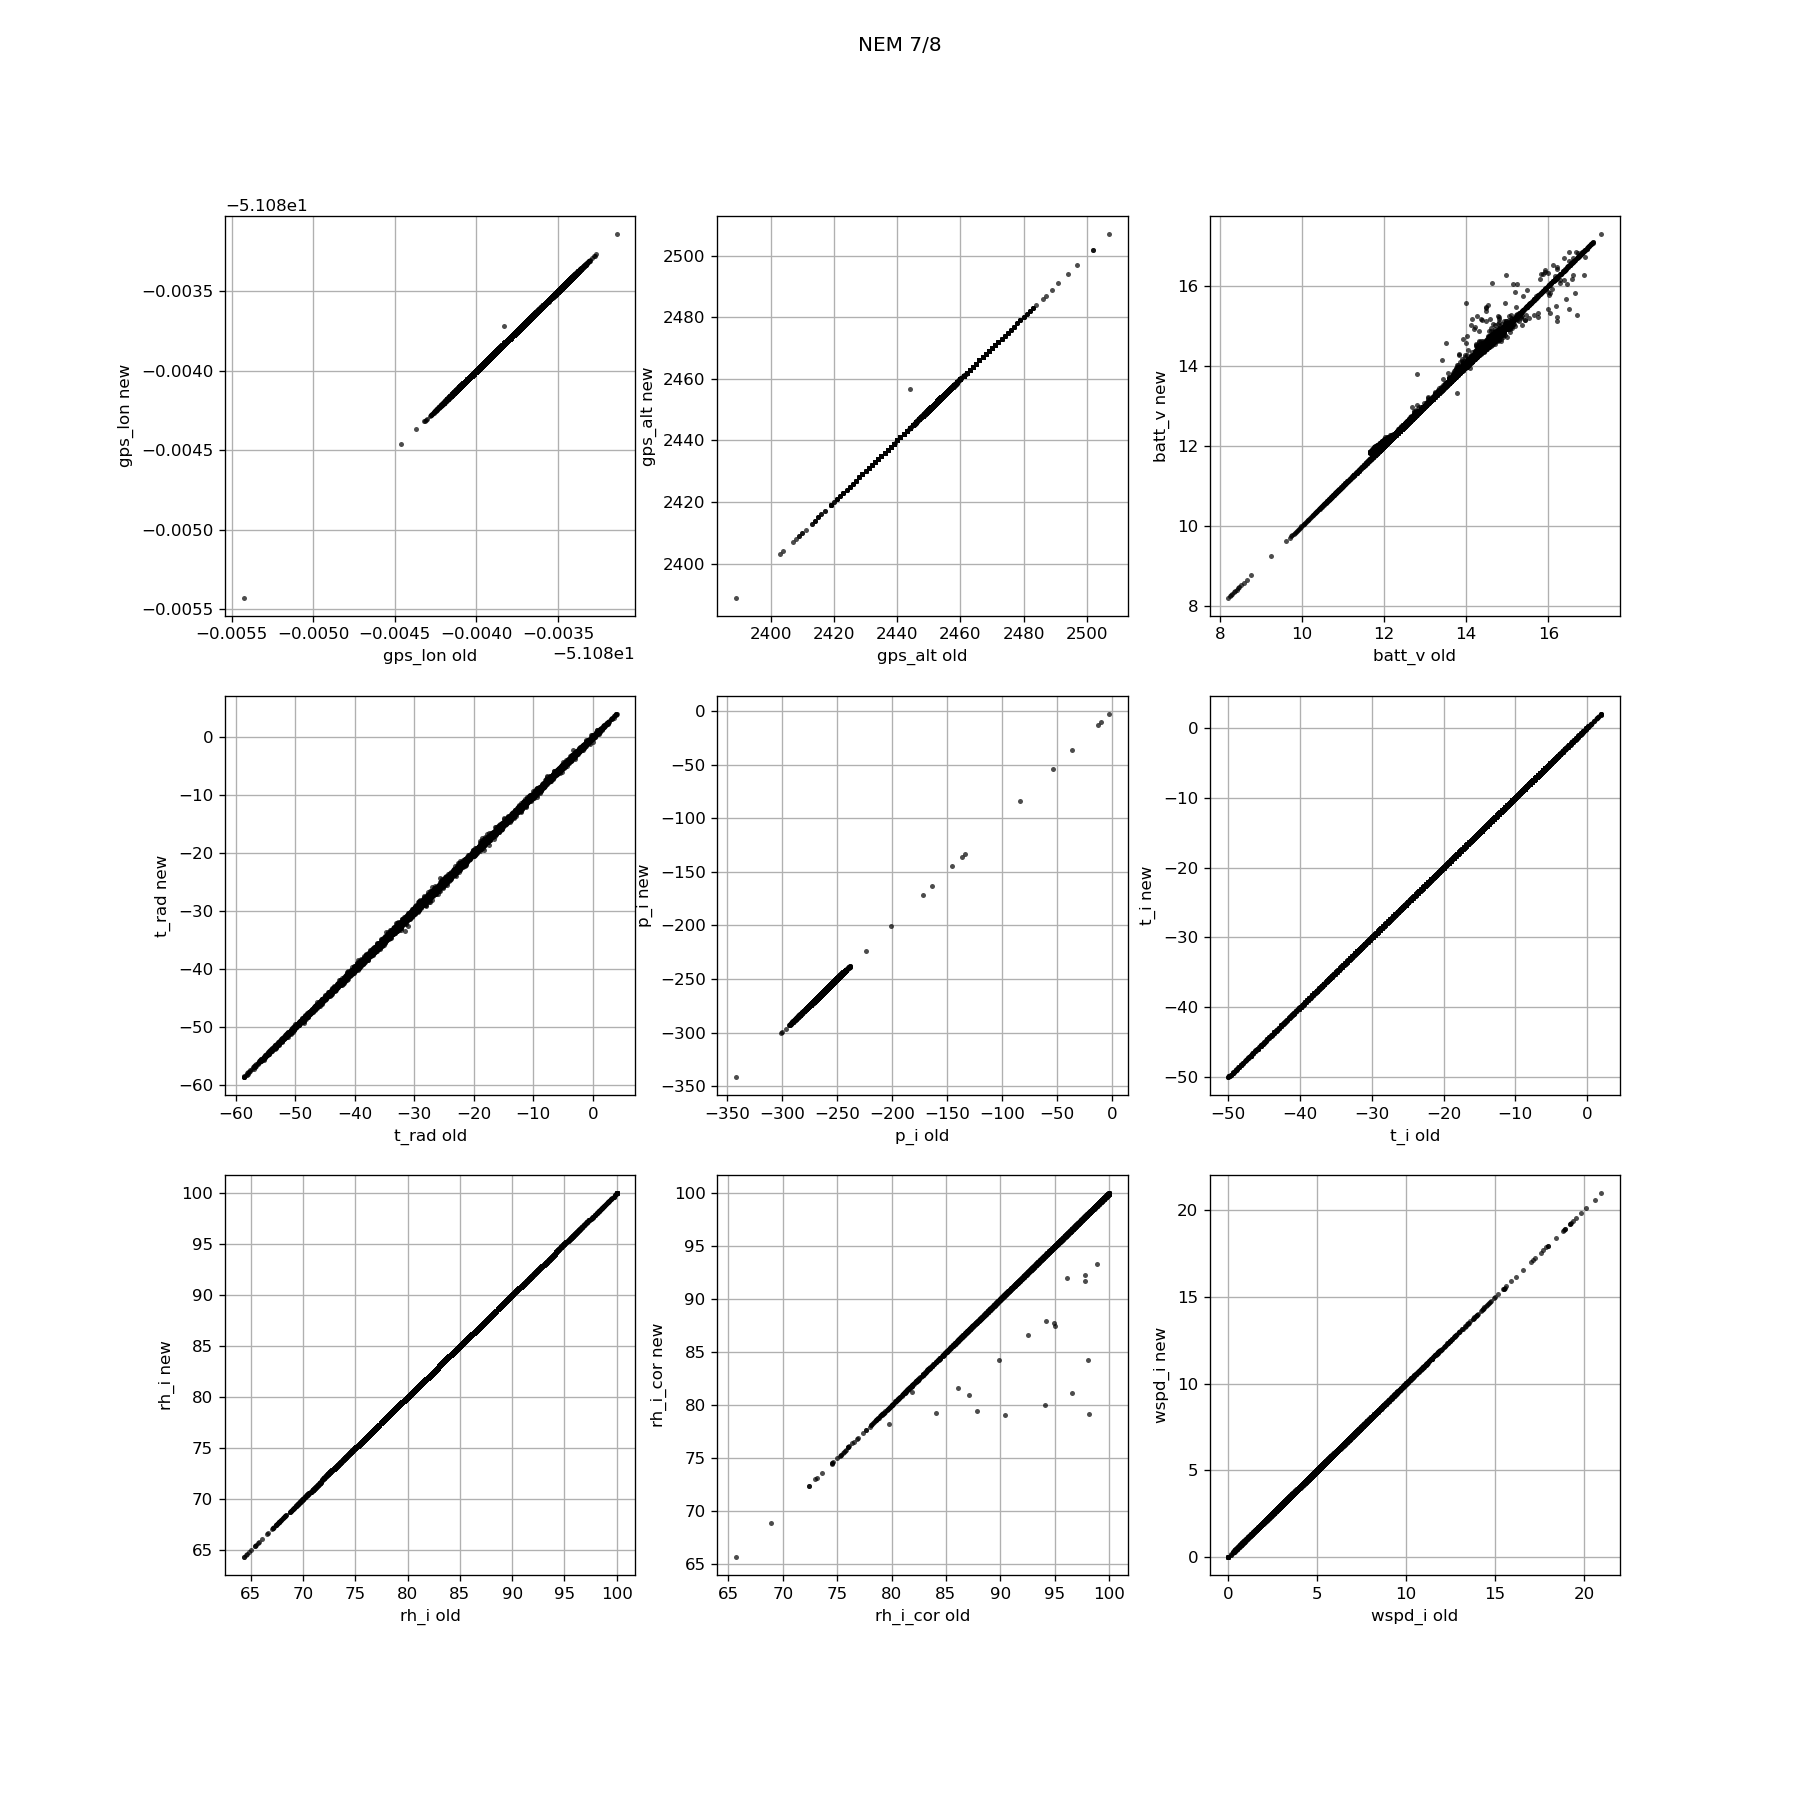 NEM 7/8
−5.108e1
gps_lon new
−0.0035
−0.0040
−0.0045
−0.0050
−0.0055
−0.0055 −0.0050 −0.0045 −0.0040 −0.0035
−5.108e1
gps_lon old
gps_alt new
2500
2480
2460
2440
2420
2400
2400 2420 2440 2460 2480 2500
gps_alt old
batt_v new
16
14
12
10
8
8 10 12 14 16
batt_v old
t_rad new
0
−10
−20
−30
−40
−50
−60
−60 −50 −40 −30 −20 −10 0
t_rad old
p_i new
0
−50
−100
−150
−200
−250
−300
−350
−350 −300 −250 −200 −150 −100 −50 0
p_i old
t_i new
0
−10
−20
−30
−40
−50
−50 −40 −30 −20 −10 0
t_i old
rh_i new
100
95
90
85
80
75
70
65
65 70 75 80 85 90 95 100
rh_i old
rh_i_cor new
100
95
90
85
80
75
70
65
65 70 75 80 85 90 95 100
rh_i_cor old
wspd_i new
20
15
10
5
0
0 5 10 15 20
wspd_i old